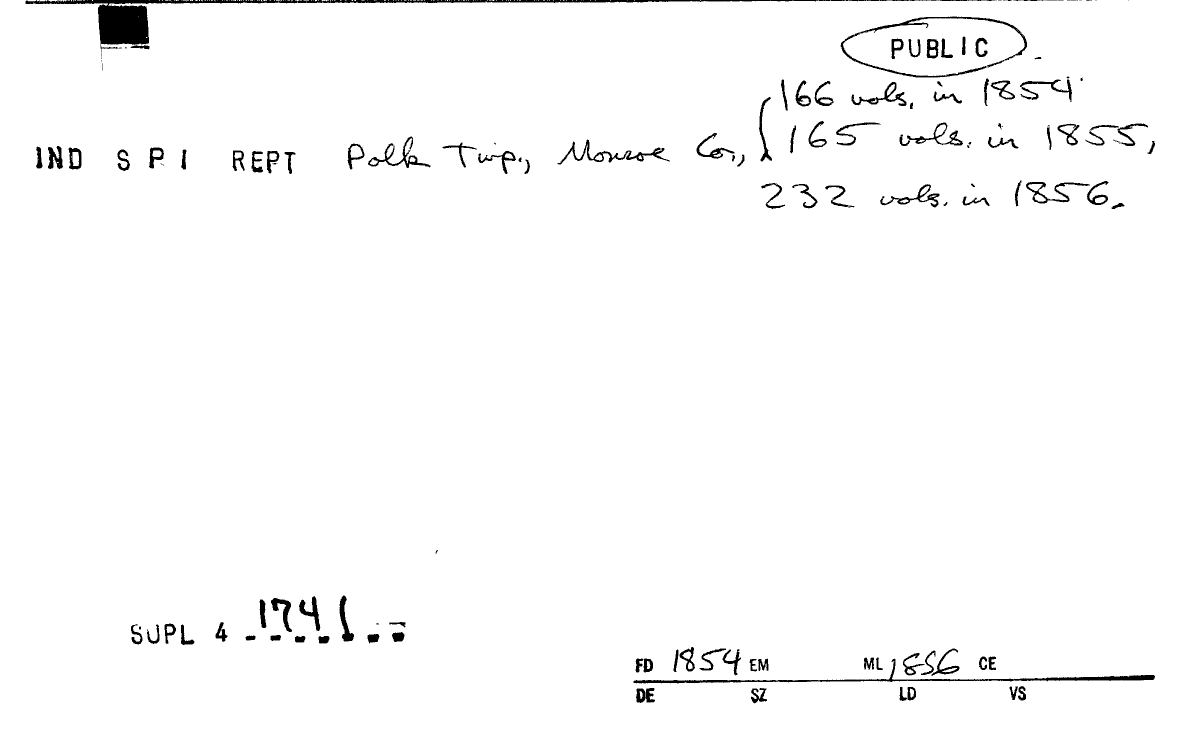 PUBLIC
166 vols. in 1854
IND S P I REPT Polk Twp., Monroe Co., 165 vols. in 1855,
232 vols. in 1856.
SUPL 4 1741
FD 1854 EM ML 1856 CE
DE SZ LD VS